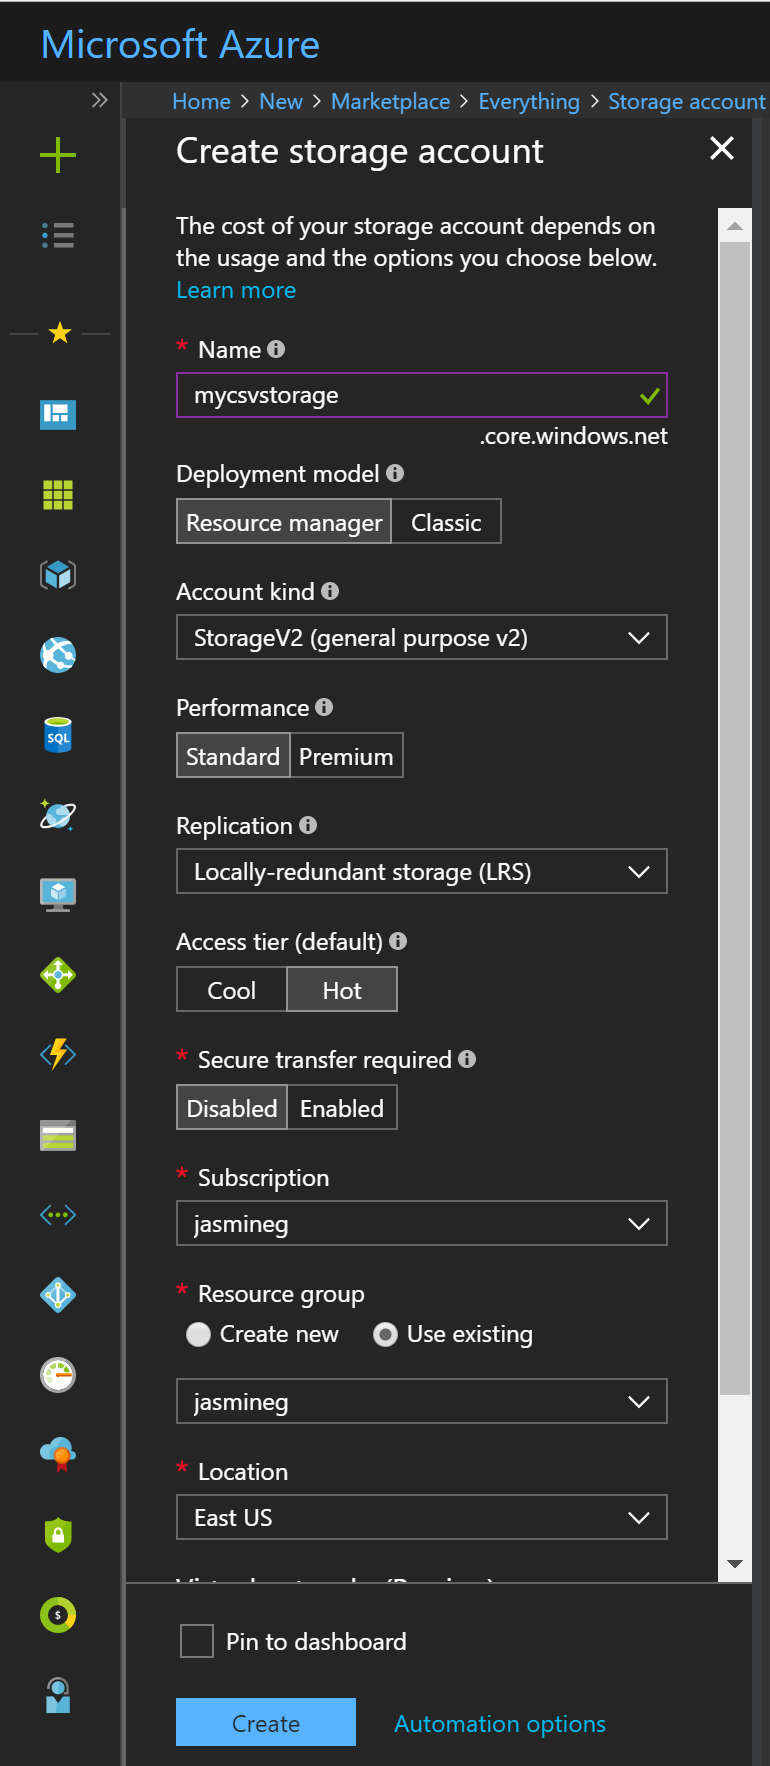 Microsoft Azure
Home > New > Marketplace > Everything > Storage account
Create storage account
The cost of your storage account depends on
the usage and the options you choose below.
Learn more
* Name
mycsvstorage
.core.windows.net
Deployment model
Resource manager Classic
Account kind
StorageV2 (general purpose v2)
Performance
Standard Premium
Replication
Locally-redundant storage (LRS)
Access tier (default)
Cool Hot
* Secure transfer required
Disabled Enabled
* Subscription
jasmineg
* Resource group
Create new Use existing
jasmineg
* Location
East US
SQL
$
Pin to dashboard
Create Automation options